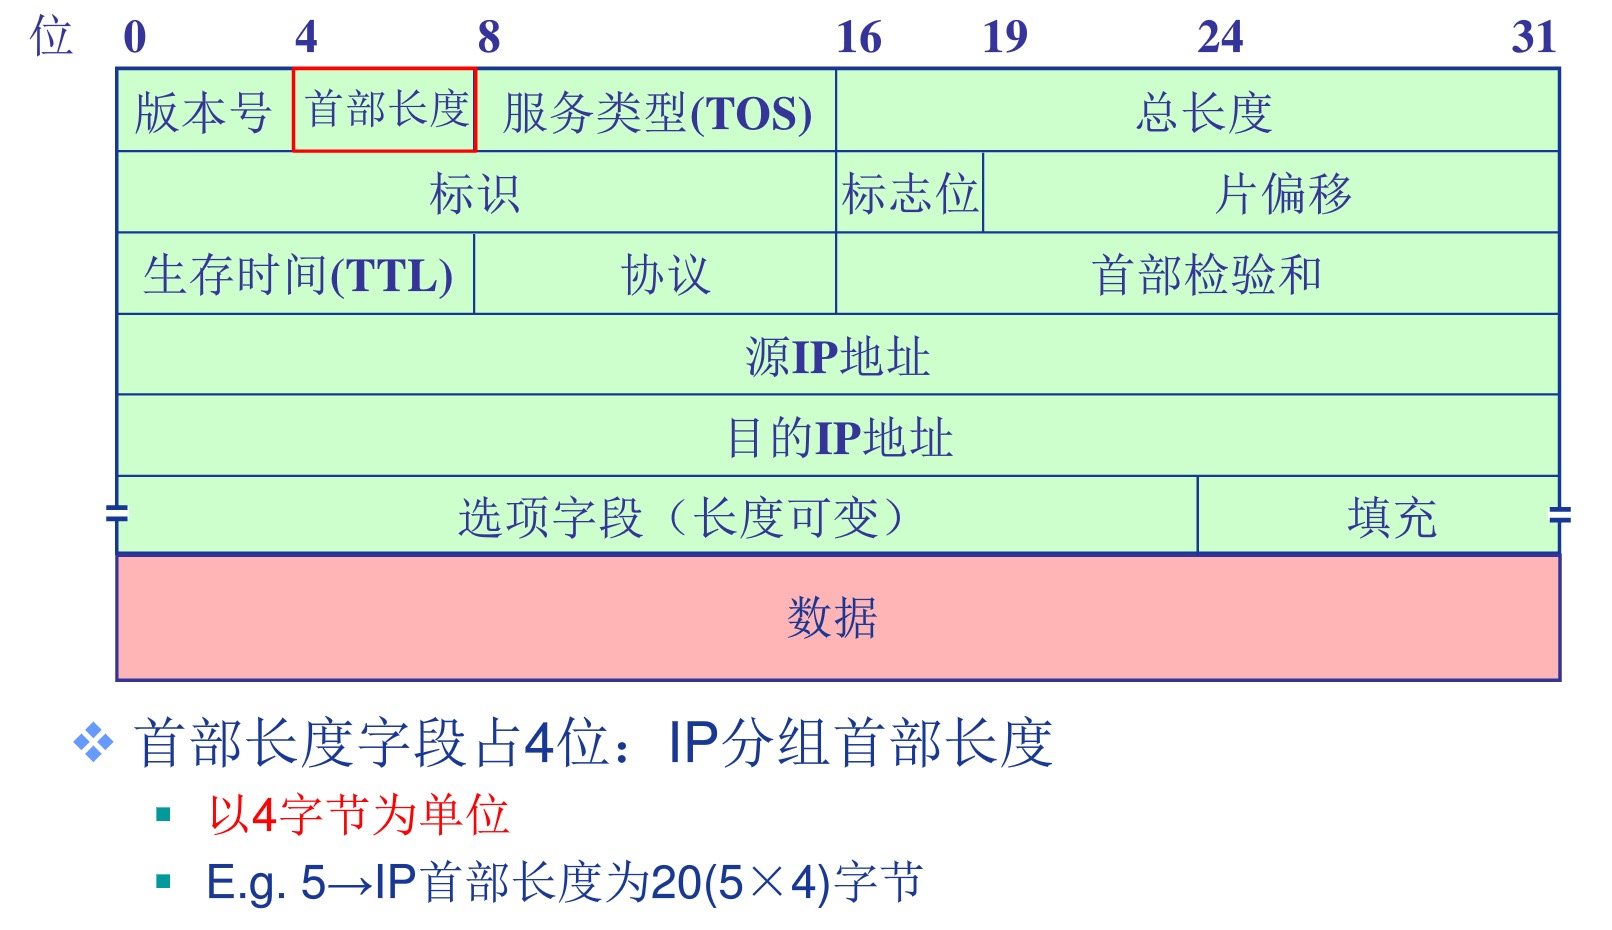 位 0 4 8 16 19 24 31
版本号 首部长度 服务类型(TOS) 总长度
标识 标志位 片偏移
生存时间(TTL) 协议 首部检验和
源IP地址
目的IP地址
选项字段（长度可变） 填充
数据
首部长度字段占4位：IP分组首部长度
以4字节为单位
E.g. 5→IP首部长度为20(5×4)字节